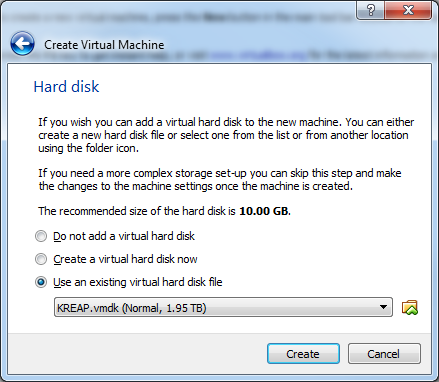 Create Virtual Machine
Hard disk
If you wish you can add a virtual hard disk to the new machine. You can either
create a new hard disk file or select one from the list or from another location
using the folder icon.
If you need a more complex storage set-up you can skip this step and make
the changes to the machine settings once the machine is created.
The recommended size of the hard disk is 10.00 GB.
Do not add a virtual hard disk
Create a virtual hard disk now
Use an existing virtual hard disk file
KREAP.vmdk (Normal, 1.95 TB)
Create
Cancel